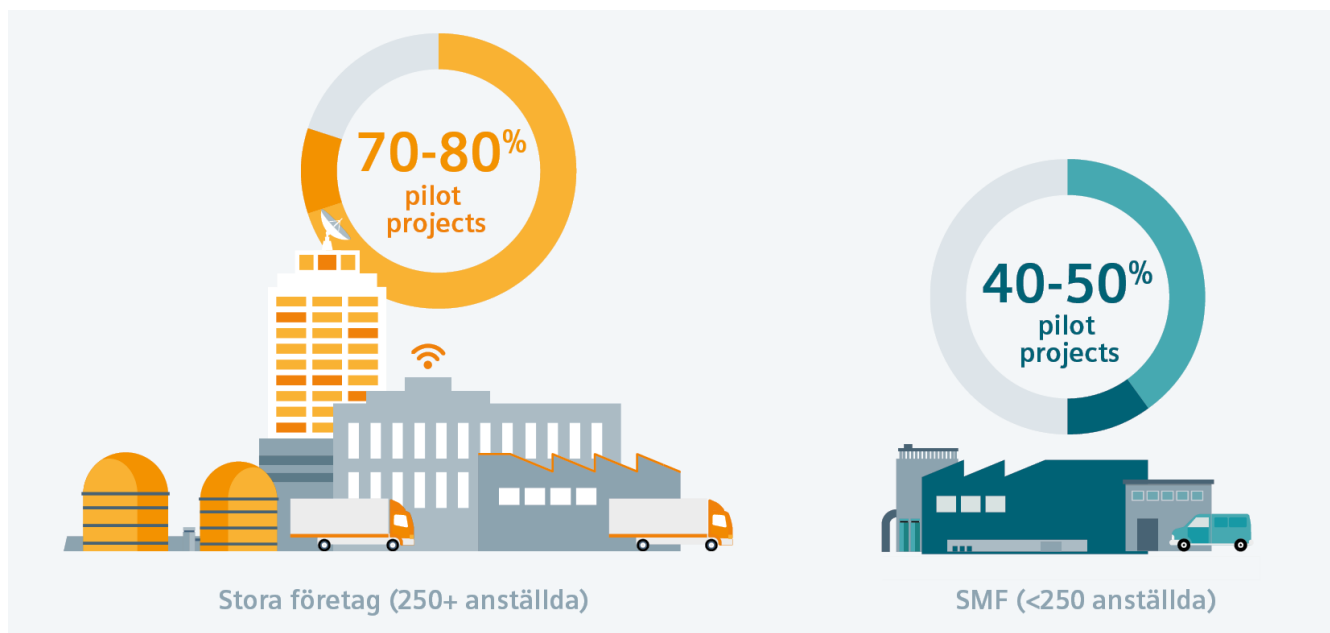 70-80%
pilot
projects
40-50%
pilot
projects
Stora företag (250+ anställda)
SMF (<250 anställda)